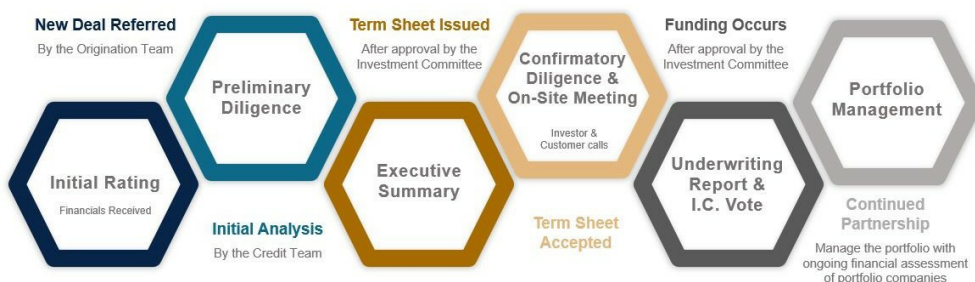 New Deal Referred
By the Origination Team
Initial Rating
Financials Received
Preliminary
Diligence
Initial Analysis
By the Credit Team
Term Sheet Issued
After approval by the
Investment Committee
Executive
Summary
Confirmatory
Diligence &
On-Site Meeting
Investor &
Customer calls
Term Sheet
Accepted
Funding Occurs
After approval by the
Investment Committee
Underwriting
Report &
I.C. Vote
Portfolio
Management
Continued
Partnership
Manage the portfolio with
ongoing financial assessment
of portfolio companies